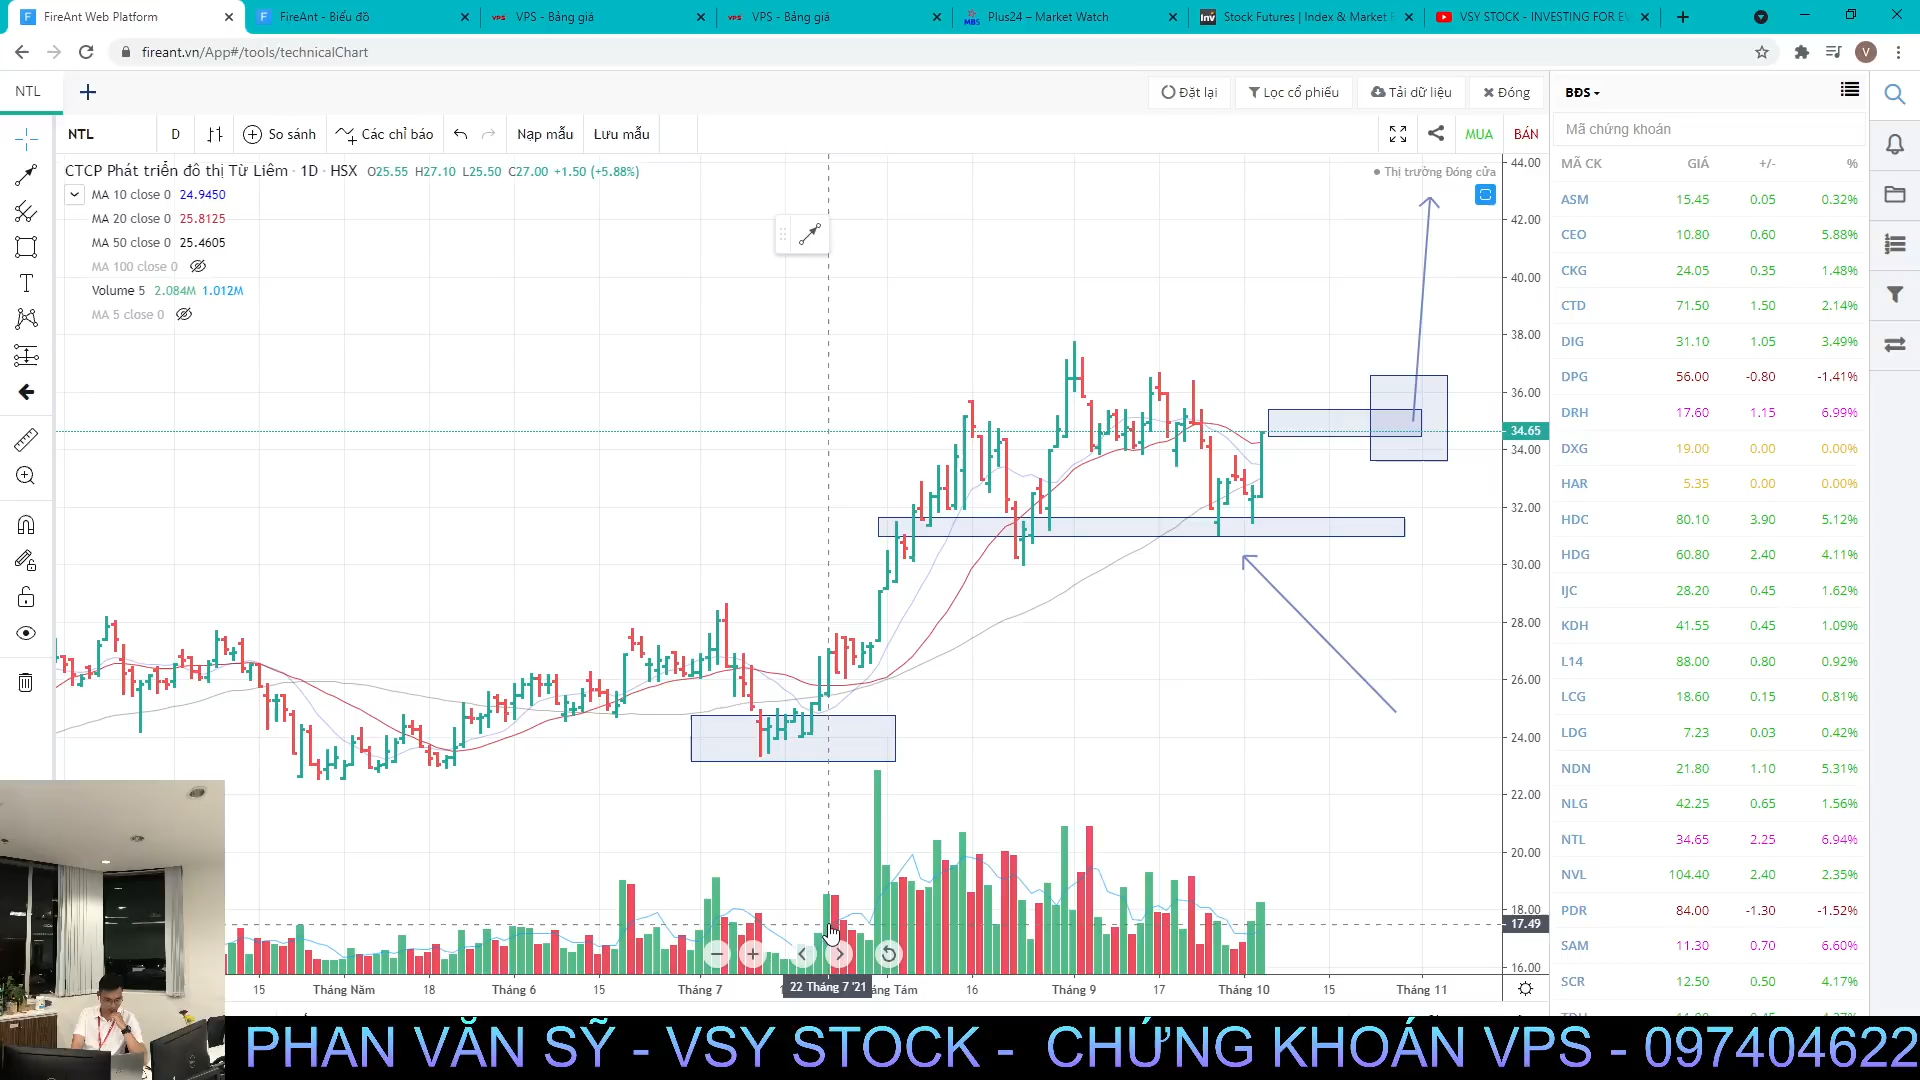 FireAnt Web Platform
FireAnt - Biểu đồ
VPS - Bảng giá
VPS - Bảng giá
Plus24 – Market Watch
Stock Futures | Index & Market
VSY STOCK - INVESTING FOR EV
fireant.vn/App#/tools/technicalChart
V
NTL
Đặt lại
Lọc cổ phiếu
Tải dữ liệu
Đóng
BĐS
NTL
D
So sánh
Các chỉ báo
Nạp mẫu
Lưu mẫu
MUA
BÁN
Mã chứng khoán
CTCP Phát triển đô thị Từ Liêm · 1D · HSX O25.55 H27.10 L25.50 C27.00 +1.50 (+5.88%)
Thị trường Đóng cửa
MA 10 close 0 24.9450
MA 20 close 0 25.8125
MA 50 close 0 25.4605
MA 100 close 0
Volume 5 2.084M 1.012M
MA 5 close 0
44.00
42.00
40.00
38.00
36.00
34.65
34.00
32.00
30.00
28.00
26.00
24.00
22.00
20.00
18.00
17.49
16.00
MÃ CK GIÁ +/- %
ASM 15.45 0.05 0.32%
CEO 10.80 0.60 5.88%
CKG 24.05 0.35 1.48%
CTD 71.50 1.50 2.14%
DIG 31.10 1.05 3.49%
DPG 56.00 -0.80 -1.41%
DRH 17.60 1.15 6.99%
DXG 19.00 0.00 0.00%
HAR 5.35 0.00 0.00%
HDC 80.10 3.90 5.12%
HDG 60.80 2.40 4.11%
IJC 28.20 0.45 1.62%
KDH 41.55 0.45 1.09%
L14 88.00 0.80 0.92%
LCG 18.60 0.15 0.81%
LDG 7.23 0.03 0.42%
NDN 21.80 1.10 5.31%
NLG 42.25 0.65 1.56%
NTL 34.65 2.25 6.94%
NVL 104.40 2.40 2.35%
PDR 84.00 -1.30 -1.52%
SAM 11.30 0.70 6.60%
SCR 12.50 0.50 4.17%
15 Tháng Năm 18 Tháng 6 15 Tháng 7 22 Tháng 7 '21 Tám 16 Tháng 9 17 Tháng 10 15 Tháng 11
PHAN VĂN SỸ - VSY STOCK - CHỨNG KHOÁN VPS - 097404622